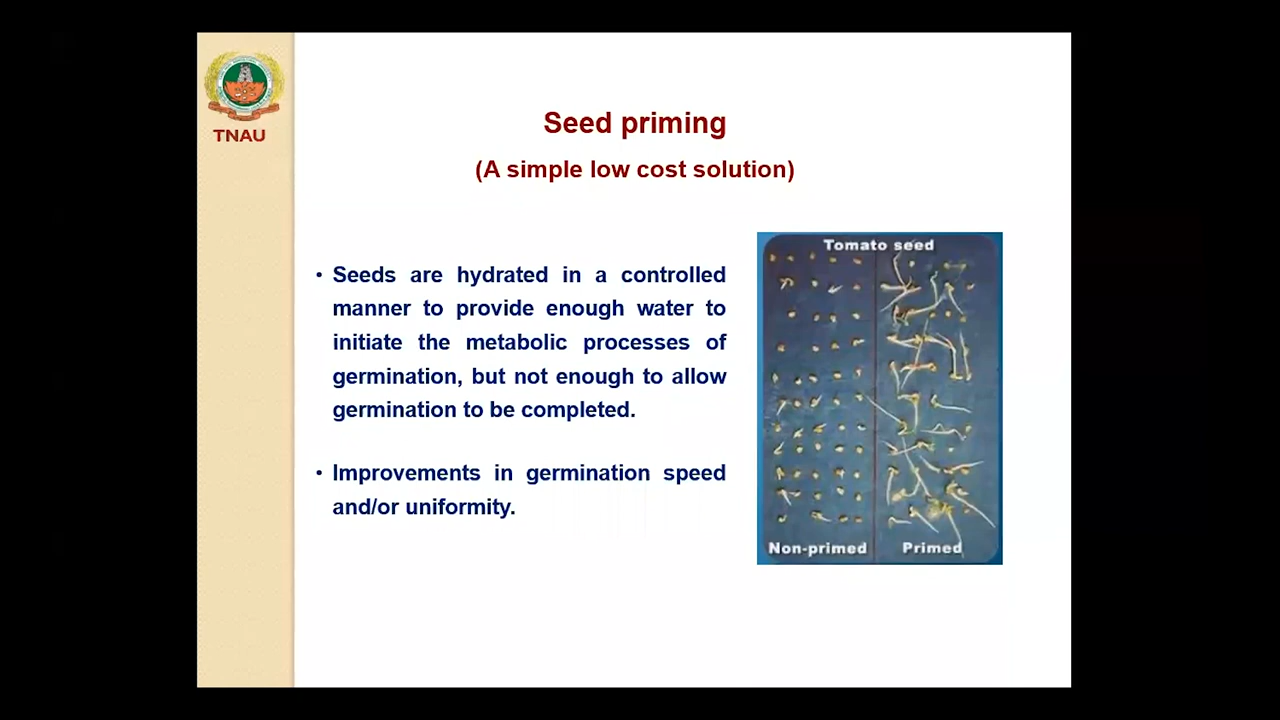 TNAU
Seed priming
(A simple low cost solution)
• Seeds are hydrated in a controlled
manner to provide enough water to
initiate the metabolic processes of
germination, but not enough to allow
germination to be completed.
• Improvements in germination speed
and/or uniformity.
Tomato seed
Non-primed Primed